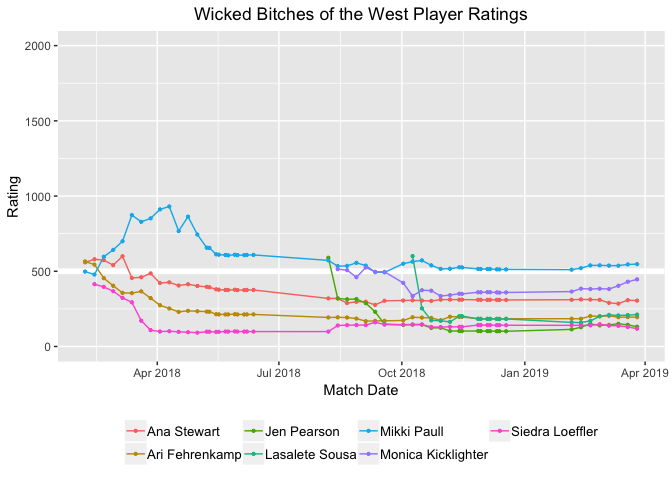 Wicked Bitches of the West Player Ratings
2000
1500
1000
500
0
Rating
Apr 2018 Jul 2018 Oct 2018 Jan 2019 Apr 2019
Match Date
Ana Stewart Jen Pearson Mikki Paull Siedra Loeffler
Ari Fehrenkamp Lasalete Sousa Monica Kicklighter